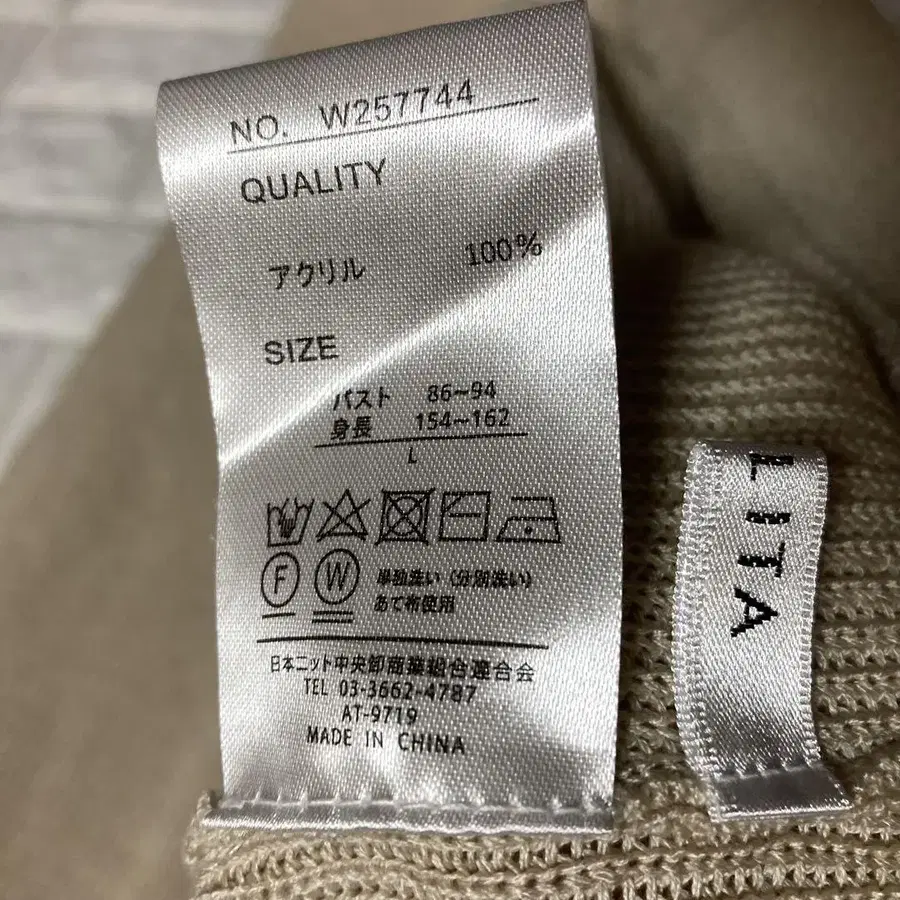 NO. W257744
QUALITY
アクリル 100%
SIZE
バスト 86~94
身長 154~162
L
F W 単独洗い (分別洗い)
あて布使用
日本ニット中央卸商業組合連合会
TEL 03-3662-4787
AT-9719
MADE IN CHINA
LITA